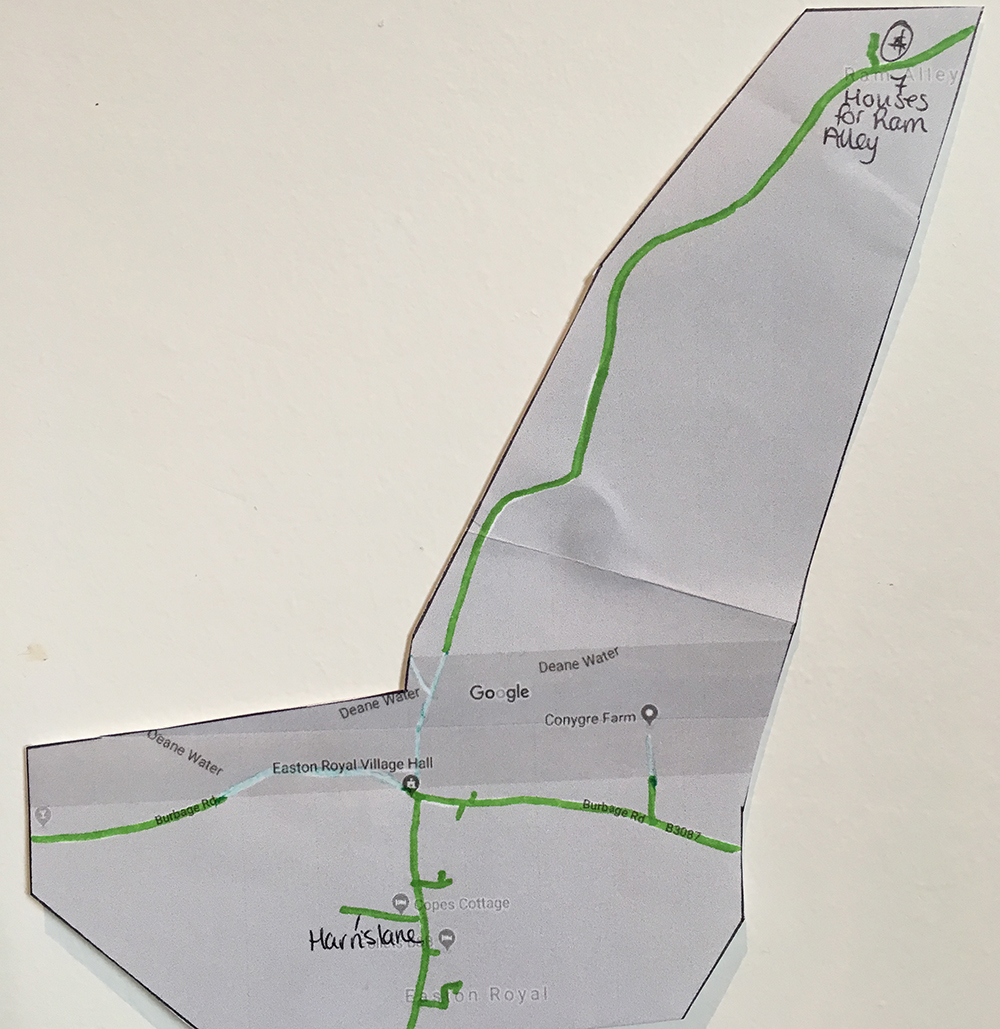 Ram Alley
7
Houses
for Ram
Alley
Deane Water
Google
Deane Water
Conygre Farm
Deane Water
Easton Royal Village Hall
Burbage Rd
Burbage Rd
B3087
Copes Cottage
Harris lane
Easton Royal